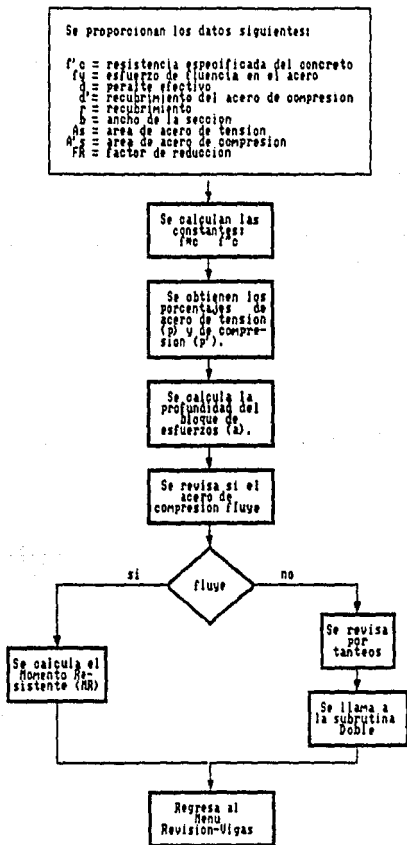 Se proporcionan los datos siguientes:
f'c = resistencia especificada del concreto
fy = esfuerzo de fluencia en el acero
d = peralte efectivo
d'= recubrimiento del acero de compresion
r = recubrimiento
b = ancho de la seccion
As = area de acero de tension
A's = area de acero de compresion
FR = factor de reduccion
Se calculan las
constantes:
f*c f"c
Se obtienen los
porcentajes de
acero de tension
(p) y de compre-
sion (p').
Se calcula la
profundidad del
bloque de
esfuerzos (a).
Se revisa si el
acero de
compresion fluye
si
fluye
no
Se calcula el
Momento Re-
sistente (MR)
Se revisa
por
tanteos
Se llama a
la subrutina
Doble
Regresa al
Menu
Revision-Vigas